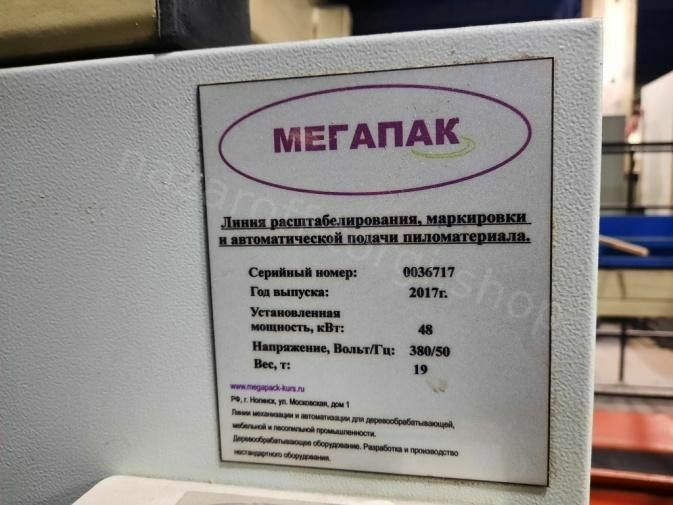 МЕГАПАК
Линия расштабелирования, маркировки
и автоматической подачи пиломатериала.
Серийный номер: 0036717
Год выпуска: 2017г.
Установленная
мощность, кВт: 48
Напряжение, Вольт/Гц: 380/50
Вес, т: 19
www.megapack-kurs.ru
РФ, г. Ногинск, ул. Московская, дом 1
Линии механизации и автоматизации для деревообрабатывающей,
мебельной и лесопильной промышленности.
Деревообрабатывающее оборудование. Разработка и производство
нестандартного оборудования.